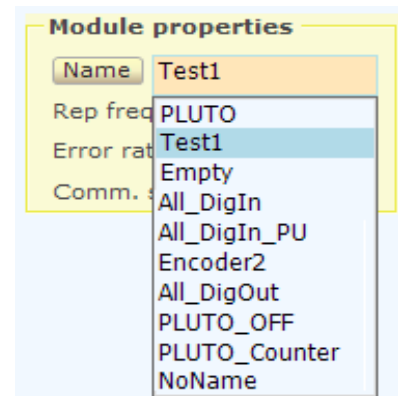 Module properties
Name Test1
Rep freq
PLUTO
Test1
Error rat
Empty
Comm.
All_DigIn
All_DigIn_PU
Encoder2
All_DigOut
PLUTO_OFF
PLUTO_Counter
NoName